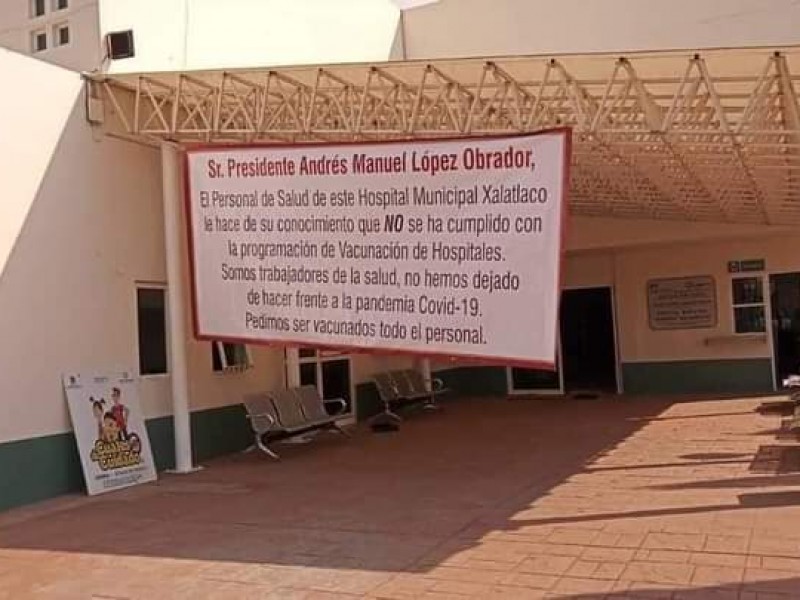 Sr. Presidente Andrés Manuel López Obrador,
El Personal de Salud de este Hospital Municipal Xalatlaco
le hace de su conocimiento que NO se ha cumplido con
la programación de Vacunación de Hospitales.
Somos trabajadores de la salud, no hemos dejado
de hacer frente a la pandemia Covid-19.
Pedimos ser vacunados todo el personal.